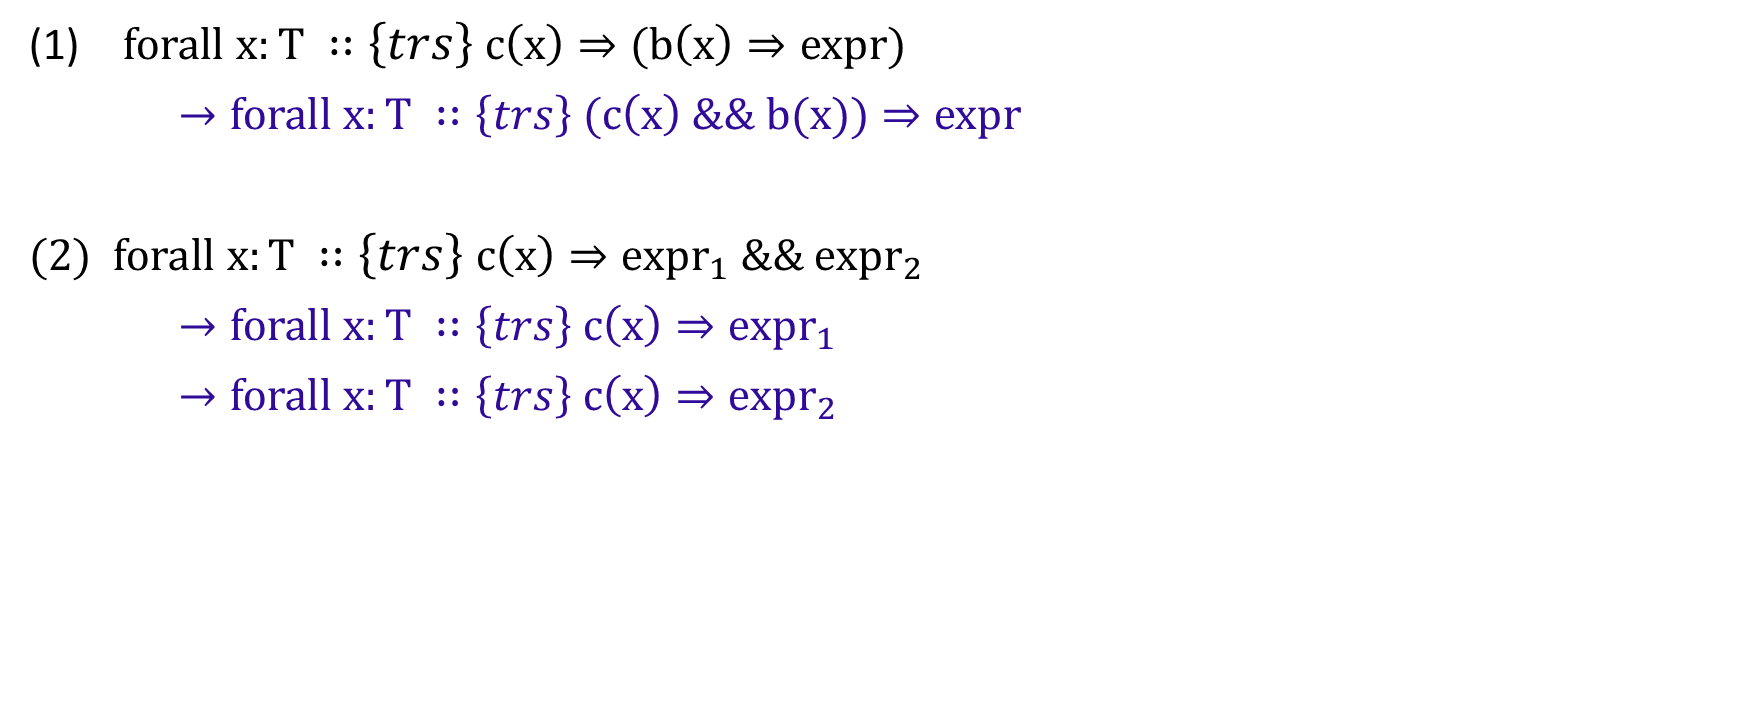 (1) forall x: T :: {trs} c(x) ⇒ (b(x) ⇒ expr)
→ forall x: T :: {trs} (c(x) && b(x)) ⇒ expr
(2) forall x: T :: {trs} c(x) ⇒ expr₁ && expr₂
→ forall x: T :: {trs} c(x) ⇒ expr₁
→ forall x: T :: {trs} c(x) ⇒ expr₂